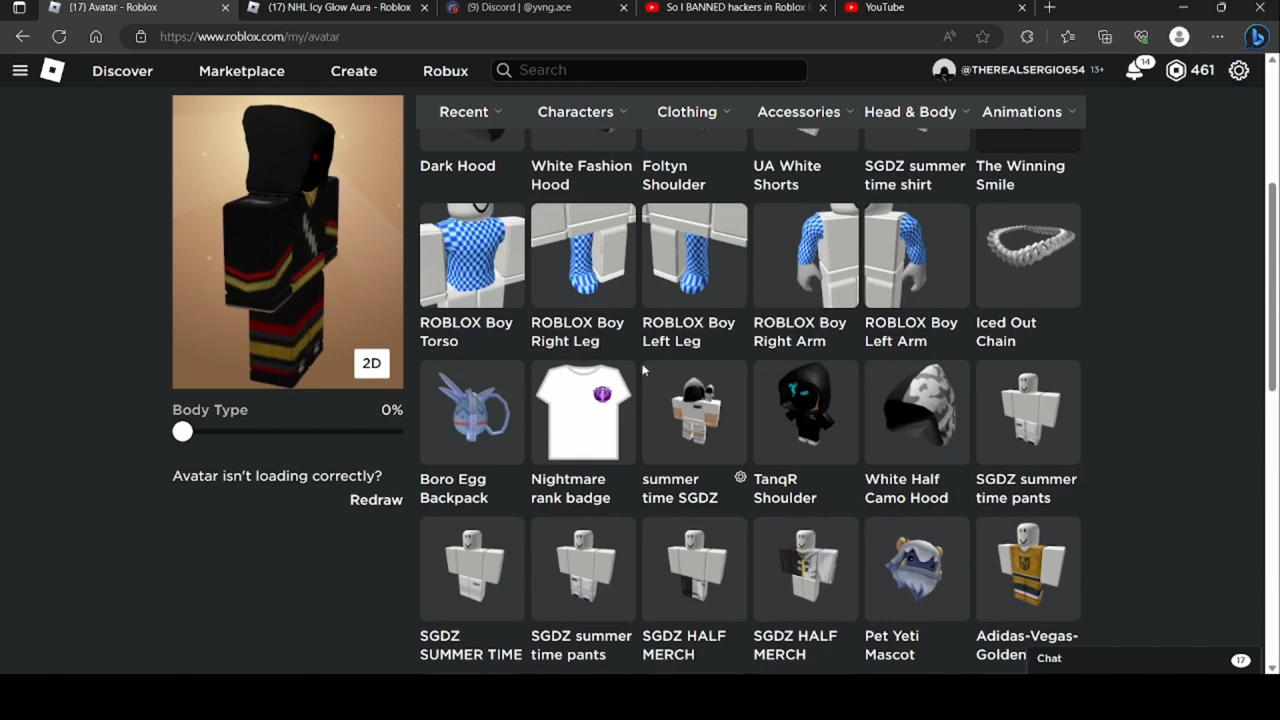 (17) Avatar - Roblox
(17) NHL Icy Glow Aura - Roblox
(9) Discord | @yvng.ace
So I BANNED hackers in Roblox
YouTube
https://www.roblox.com/my/avatar
Discover
Marketplace
Create
Robux
Search
@THEREALSERGIO654 13+
14
461
Recent
Characters
Clothing
Accessories
Head & Body
Animations
Dark Hood
White Fashion
Hood
Foltyn
Shoulder
UA White
Shorts
SGDZ summer
time shirt
The Winning
Smile
ROBLOX Boy
Torso
ROBLOX Boy
Right Leg
ROBLOX Boy
Left Leg
ROBLOX Boy
Right Arm
ROBLOX Boy
Left Arm
Iced Out
Chain
2D
Body Type
0%
Avatar isn't loading correctly?
Redraw
Boro Egg
Backpack
Nightmare
rank badge
summer
time SGDZ
TanqR
Shoulder
White Half
Camo Hood
SGDZ summer
time pants
SGDZ
SUMMER TIME
SGDZ summer
time pants
SGDZ HALF
MERCH
SGDZ HALF
MERCH
Pet Yeti
Mascot
Adidas-Vegas-
Golden
Chat
17